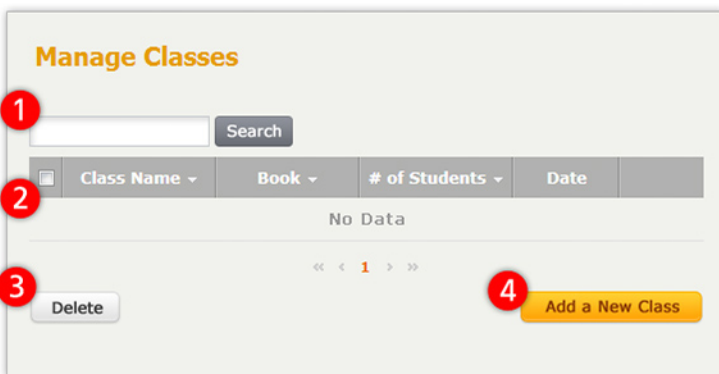 Manage Classes
1
Search
Class Name Book # of Students Date
2
No Data
« ‹ 1 › »
3 4
Delete Add a New Class